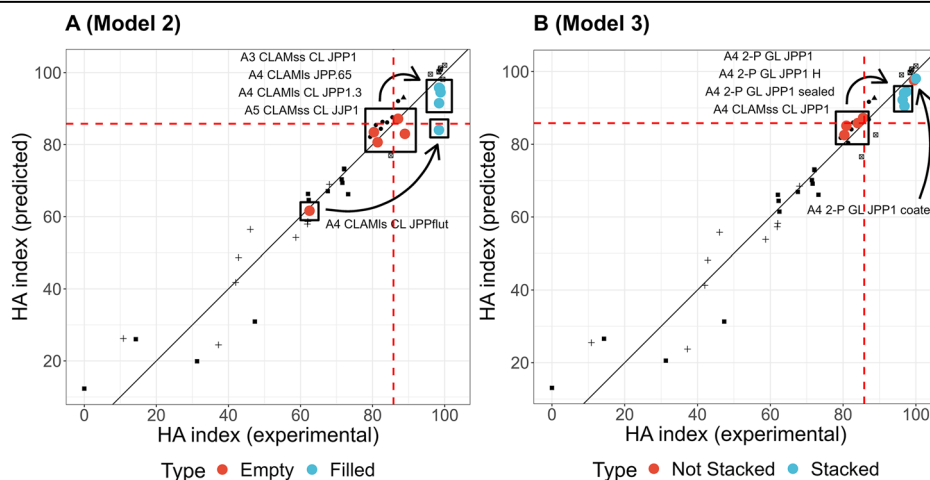 A (Model 2)
A3 CLAMss CL JPP1
A4 CLAMls JPP.65
A4 CLAMls CL JPP1.3
A5 CLAMss CL JJP1
A4 CLAMls CL JPPflut
HA index (predicted)
100
80
60
40
20
0
20
40
60
80
100
HA index (experimental)
Type
Empty
Filled
B (Model 3)
A4 2-P GL JPP1
A4 2-P GL JPP1 H
A4 2-P GL JPP1 sealed
A4 CLAMss CL JPP1
A4 2-P GL JPP1 coate
HA index (predicted)
100
80
60
40
20
0
20
40
60
80
100
HA index (experimental)
Type
Not Stacked
Stacked